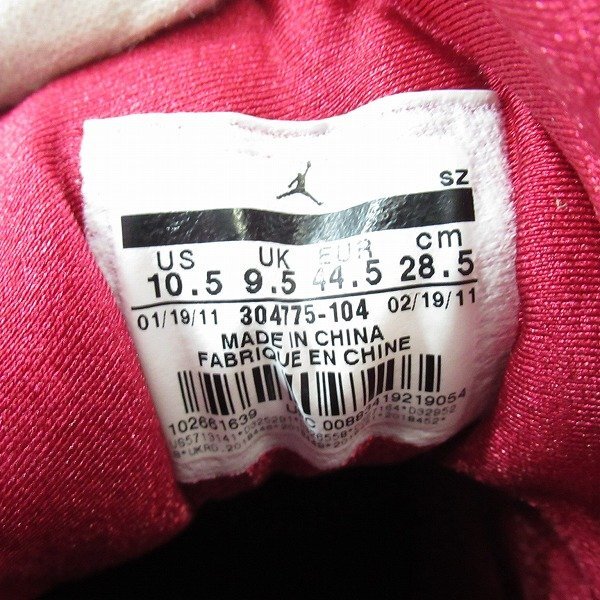 SZ
US UK EUR cm
10.5 9.5 44.5 28.5
01/19/11 304775-104 02/19/11
MADE IN CHINA
FABRIQUE EN CHINE
102661639